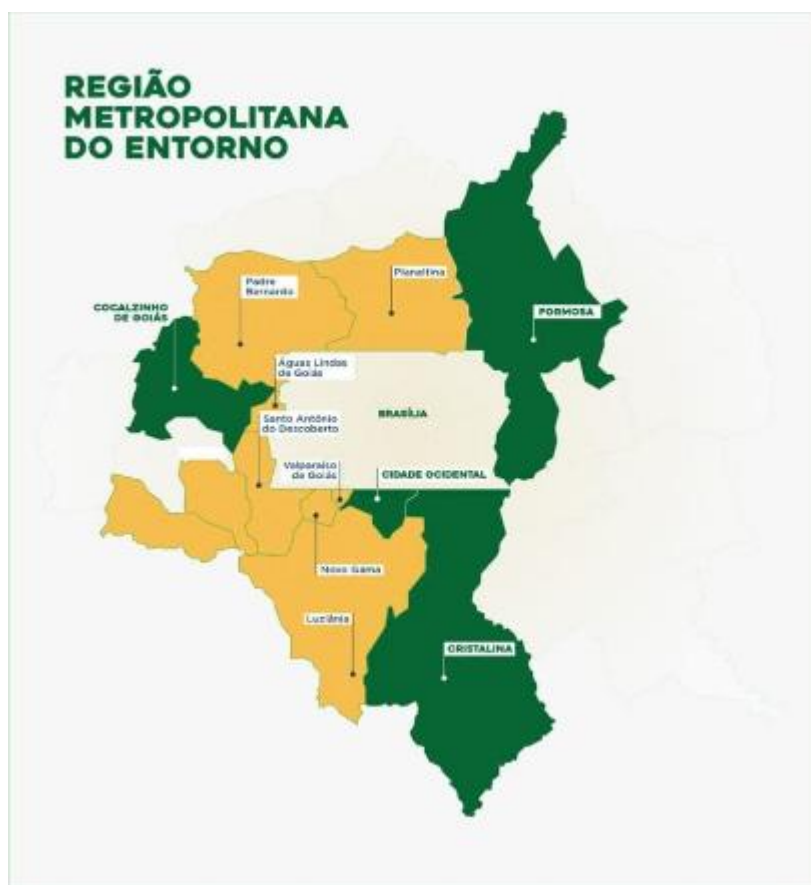 REGIÃO
METROPOLITANA
DO ENTORNO
Planaltina
Padre
Bernardo
COCALZINHO
DE GOIÁS
FORMOSA
Águas Lindas
de Goiás
BRASÍLIA
Santo Antônio
do Descoberto
Valparaíso
de Goiás
CIDADE OCIDENTAL
Novo Gama
Luziânia
CRISTALINA